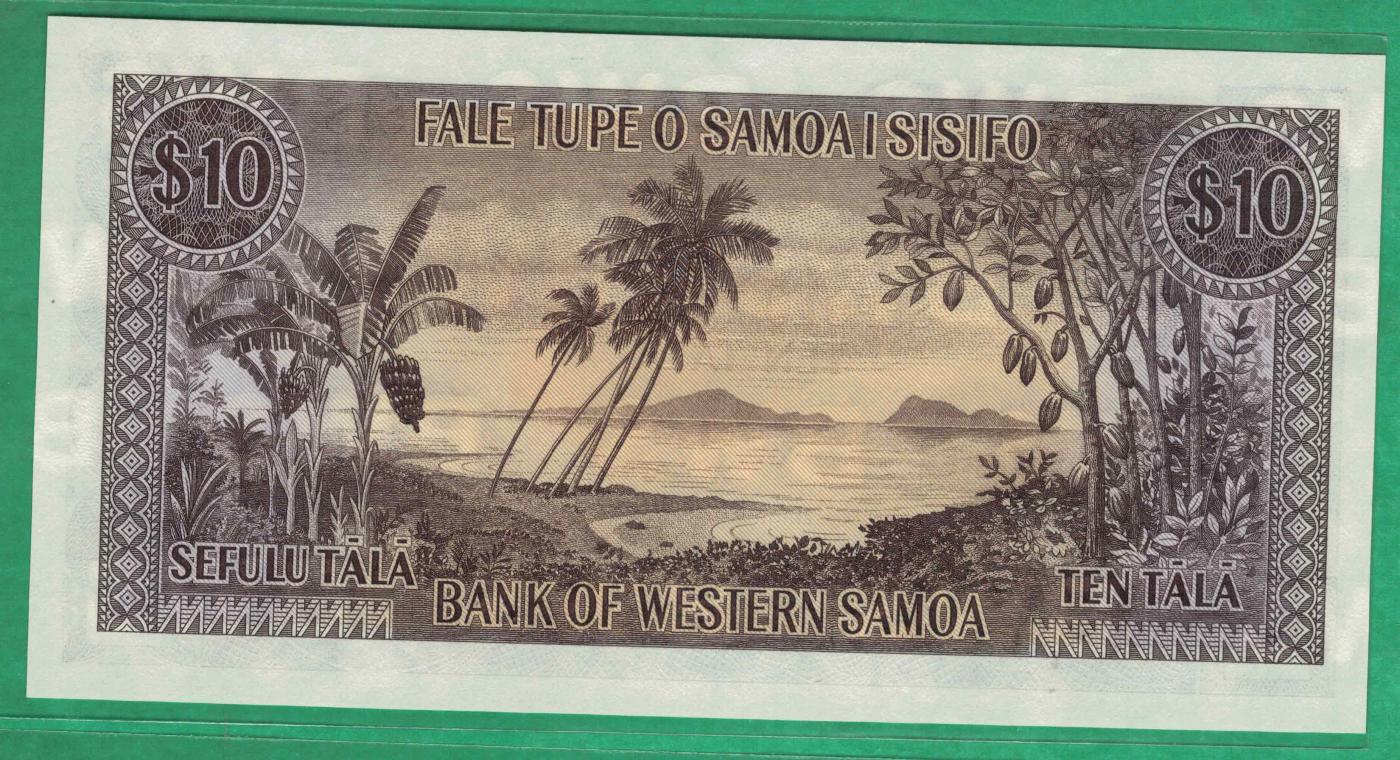 $10
FALE TUPE O SAMOA I SISIFO
$10
SEFULU TĀLĀ
BANK OF WESTERN SAMOA
TEN TĀLĀ